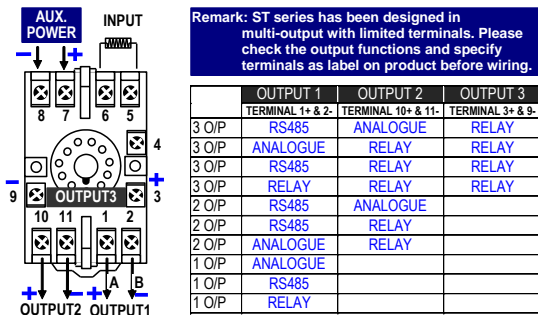 AUX.
POWER
INPUT
8 7 6 5
4
9 OUTPUT3 3
10 11 1 2
A B
OUTPUT2 OUTPUT1
Remark: ST series has been designed in
multi-output with limited terminals. Please
check the output functions and specify
terminals as label on product before wiring.
OUTPUT 1 OUTPUT 2 OUTPUT 3
TERMINAL 1+ & 2- TERMINAL 10+ & 11- TERMINAL 3+ & 9-
3 O/P RS485 ANALOGUE RELAY
3 O/P ANALOGUE RELAY RELAY
3 O/P RS485 RELAY RELAY
3 O/P RELAY RELAY RELAY
2 O/P RS485 ANALOGUE
2 O/P RS485 RELAY
2 O/P ANALOGUE RELAY
1 O/P ANALOGUE
1 O/P RS485
1 O/P RELAY